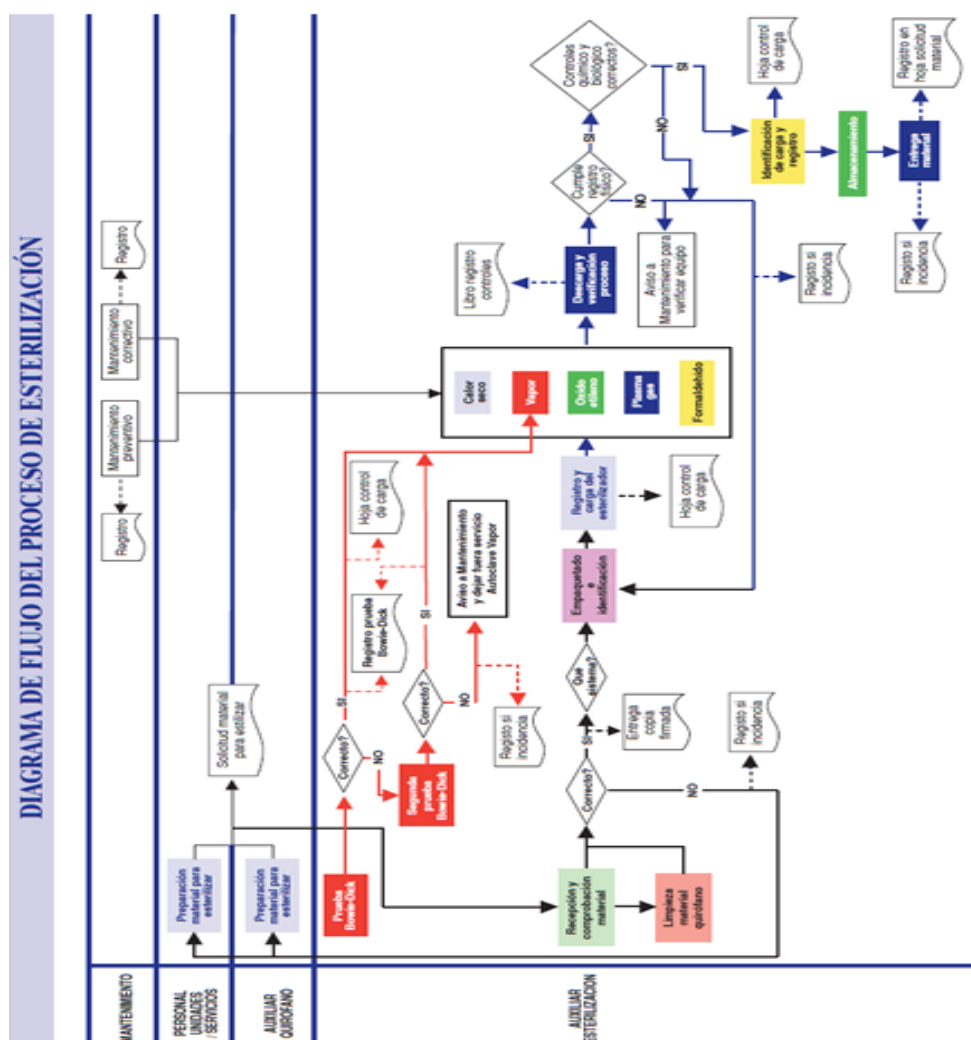 DIAGRAMA DE FLUJO DEL PROCESO DE ESTERILIZACIÓN
MANTENIMIENTO
Registro
Mantenimiento
preventivo
Mantenimiento
correctivo
Registro
PERSONAL
UNIDADES
/ SERVICIOS
Preparación
material para
esterilizar
Solicitud material
para estilizar
AUXILIAR
QUIROFANO
Preparación
material para
esterilizar
AUXILIAR
ESTERILIZACION
Prueba
Bowie-Dick
Correcto?
SI
NO
Registro prueba
Bowie-Dick
Hoja control
de carga
Segunda
prueba
Bowie-Dick
Correcto?
SI
NO
Registo si
incidencia
Aviso a Mantenimiento
y dejar fuera servicio
Autoclave Vapor
Recepción y
comprobación
material
Limpieza
material
quirófano
Correcto?
SI
NO
Entrega
copia
firmada
Registo si
incidencia
Que
sistema?
Empaquetado
e
identificación
Registro y
carga del
esterilizador
Hoja control
de carga
Calor
seco
Vapor
Oxido
etileno
Plasma
gas
Formaldehido
Descarga y
verificación
proceso
Libro registro
controles
Cumple
registro
físico?
SI
NO
Aviso a
Mantenimiento para
verificar equipo
Controles
químico y
biológico
correctos?
SI
NO
Registo si
incidencia
Identificación
de carga y
registro
Hoja control
de carga
Almacenamiento
Entrega
material
Registro en
hoja solicitud
material
Registo si
incidencia